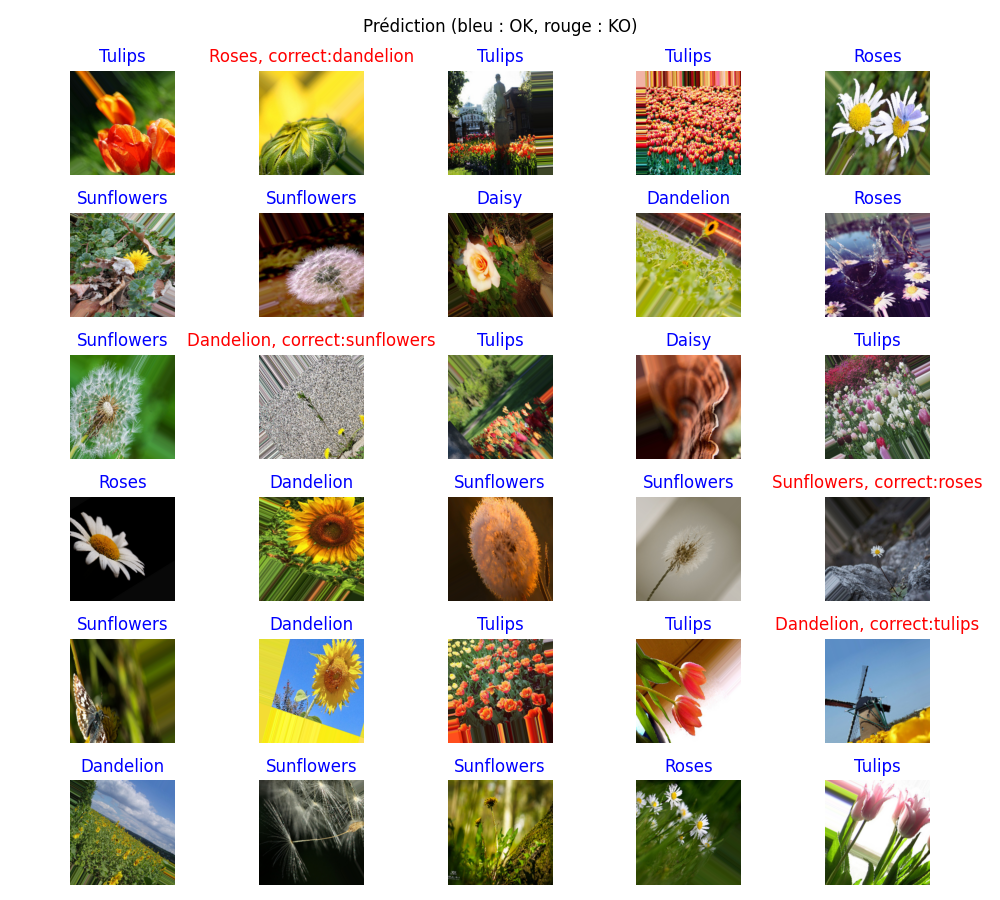 Prédiction (bleu : OK, rouge : KO)
Tulips Roses, correct:dandelion Tulips Tulips Roses
Sunflowers Sunflowers Daisy Dandelion Roses
Sunflowers Dandelion, correct:sunflowers Tulips Daisy Tulips
Roses Dandelion Sunflowers Sunflowers Sunflowers, correct:roses
Sunflowers Dandelion Tulips Tulips Dandelion, correct:tulips
Dandelion Sunflowers Sunflowers Roses Tulips